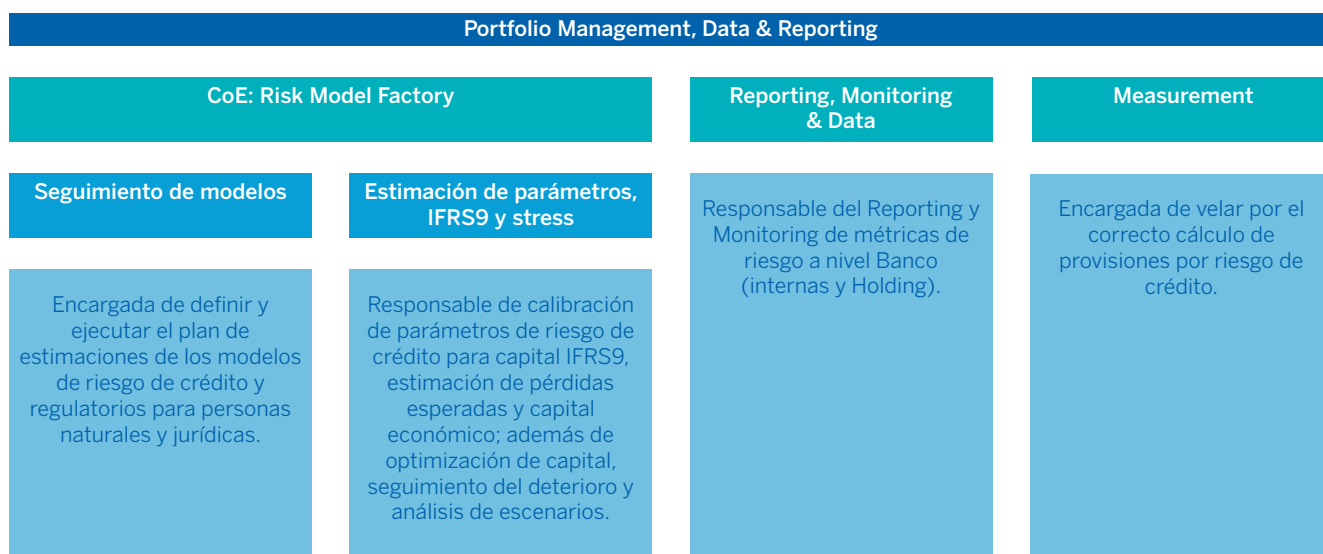 Portfolio Management, Data & Reporting
CoE: Risk Model Factory
Seguimiento de modelos
Encargada de definir y
ejecutar el plan de
estimaciones de los modelos
de riesgo de crédito y
regulatorios para personas
naturales y jurídicas.
Estimación de parámetros,
IFRS9 y stress
Responsable de calibración
de parámetros de riesgo de
crédito para capital IFRS9,
estimación de pérdidas
esperadas y capital
económico; además de
optimización de capital,
seguimiento del deterioro y
análisis de escenarios.
Reporting, Monitoring
& Data
Responsable del Reporting y
Monitoring de métricas de
riesgo a nivel Banco
(internas y Holding).
Measurement
Encargada de velar por el
correcto cálculo de
provisiones por riesgo de
crédito.